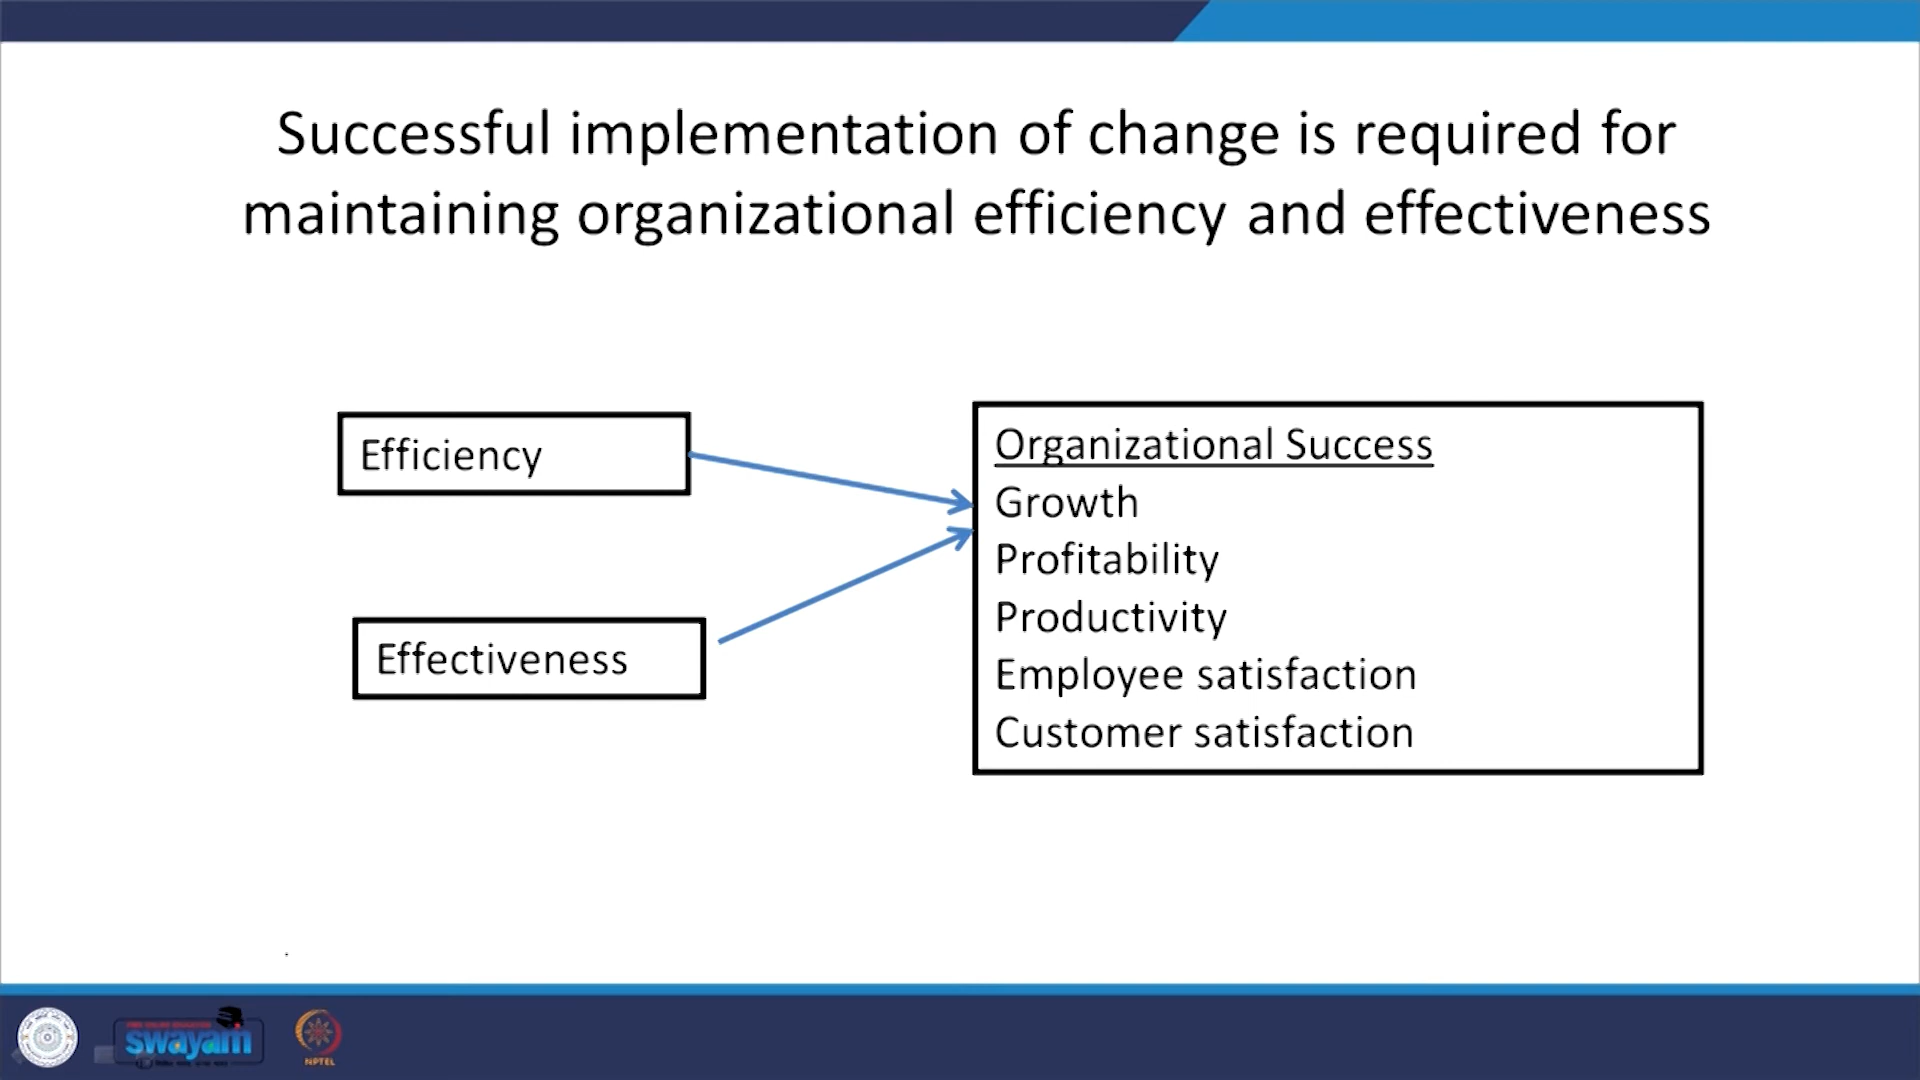 Successful implementation of change is required for
maintaining organizational efficiency and effectiveness
Efficiency
Organizational Success
Growth
Profitability
Productivity
Employee satisfaction
Customer satisfaction
Effectiveness
swayam
NPTEL